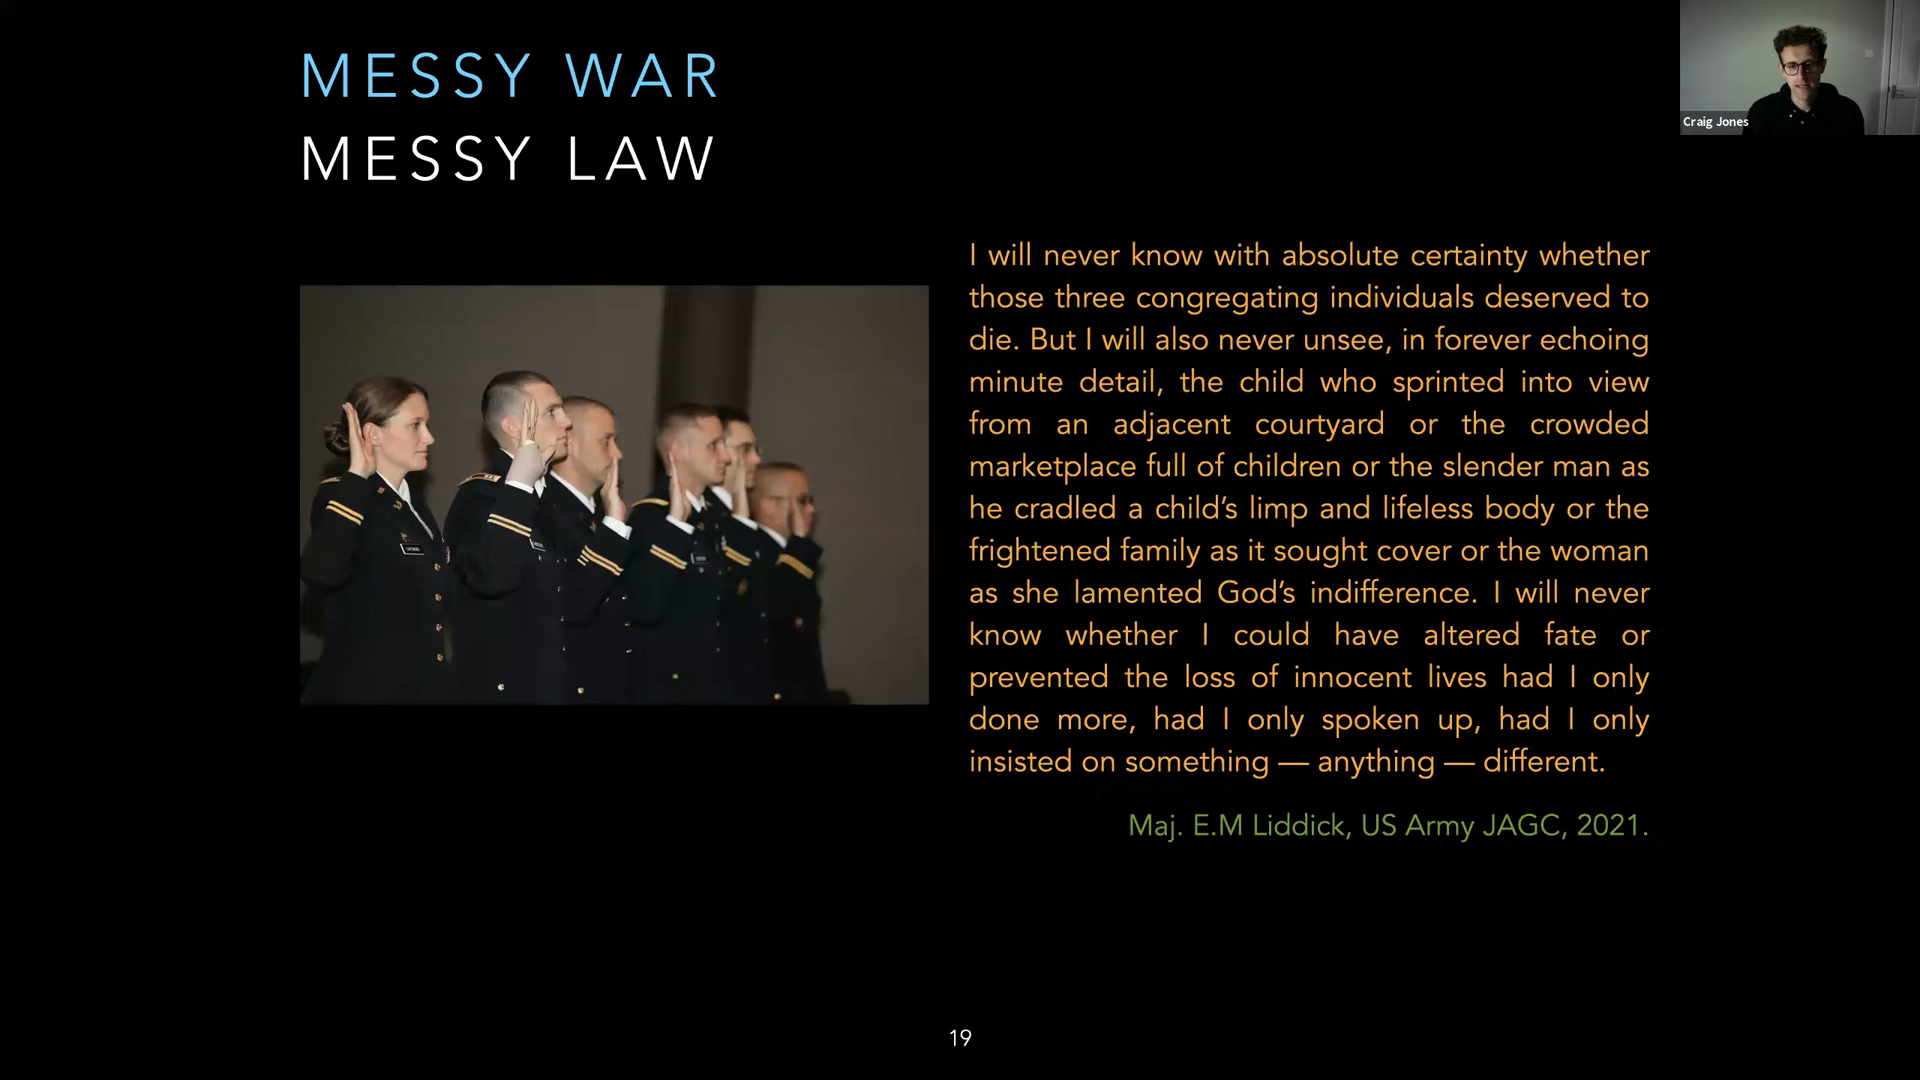 MESSY WAR
MESSY LAW
Craig Jones
I will never know with absolute certainty whether
those three congregating individuals deserved to
die. But I will also never unsee, in forever echoing
minute detail, the child who sprinted into view
from an adjacent courtyard or the crowded
marketplace full of children or the slender man as
he cradled a child’s limp and lifeless body or the
frightened family as it sought cover or the woman
as she lamented God’s indifference. I will never
know whether I could have altered fate or
prevented the loss of innocent lives had I only
done more, had I only spoken up, had I only
insisted on something — anything — different.
Maj. E.M Liddick, US Army JAGC, 2021.
19